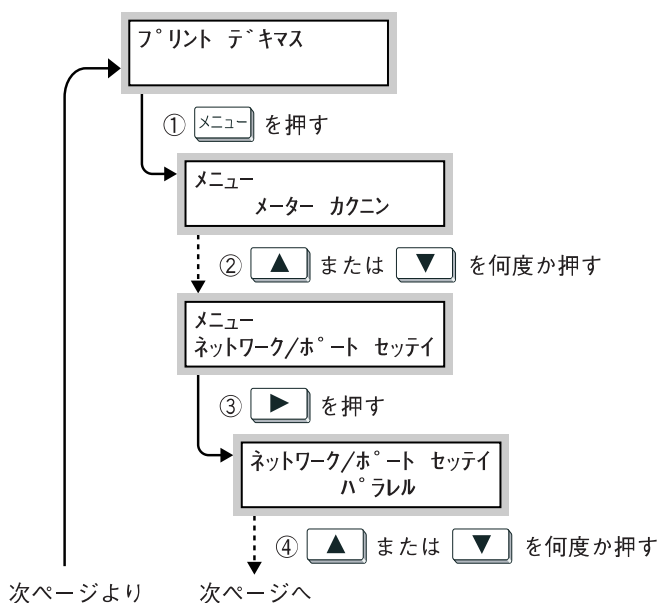 プリント デキマス
① メニュー を押す
メニュー
メーター カクニン
② ▲ または ▼ を何度か押す
メニュー
ネットワーク/ポート セッテイ
③ ▶ を押す
ネットワーク/ポート セッテイ
パラレル
④ ▲ または ▼ を何度か押す
次ページより 次ページへ